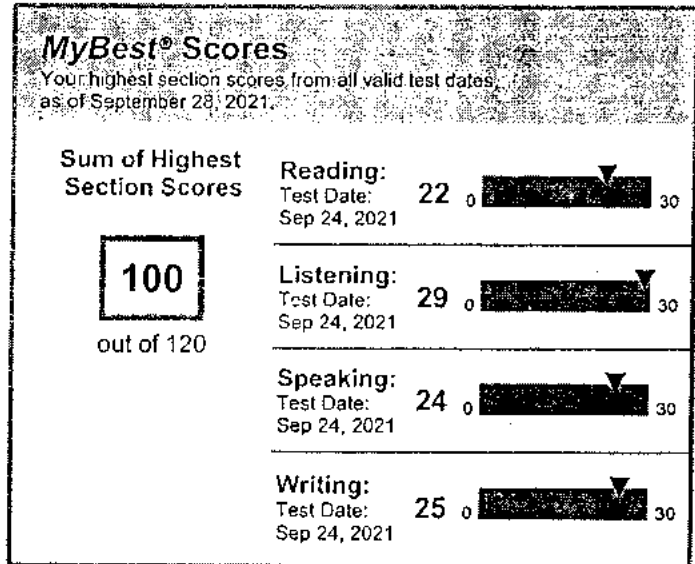 MyBest® Scores
Your highest section scores from all valid test dates,
as of September 28, 2021.
Sum of Highest
Section Scores
100
out of 120
Reading:
Test Date:
Sep 24, 2021
22
0
30
Listening:
Test Date:
Sep 24, 2021
29
0
30
Speaking:
Test Date:
Sep 24, 2021
24
0
30
Writing:
Test Date:
Sep 24, 2021
25
0
30